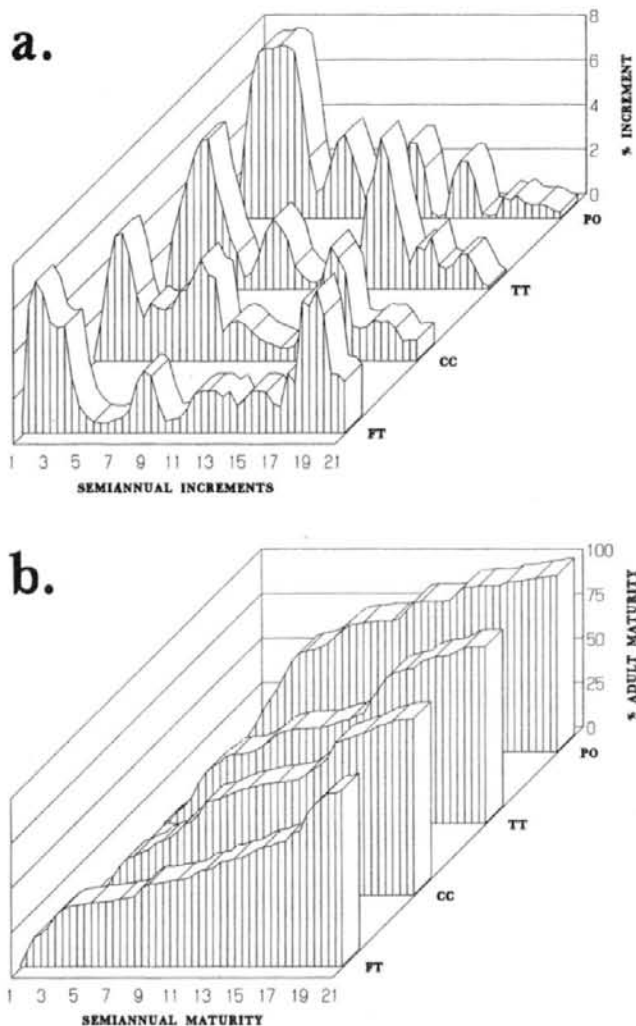 a.
8
6
4
2
0
% INCREMENT
PO
TT
CC
FT
1 3 5 7 9 11 13 15 17 19 21
SEMIANNUAL INCREMENTS
b.
100
75
50
25
0
% ADULT MATURITY
PO
TT
CC
FT
1 3 5 7 9 11 13 15 17 19 21
SEMIANNUAL MATURITY